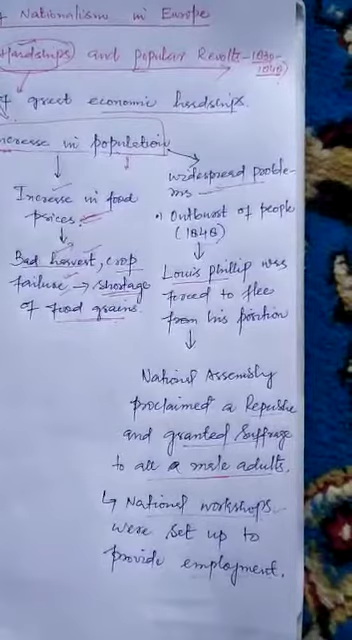 f Nationalism in Europe
Hardships and popular Revolts-1830-
1848)
of great economic hardships.
ncrease in population
widespread proble-
ms
Increase in food
prices.
• Outburst of people
(1848)
Bad harvest, crop
failure → shortage
of food grains.
Louis phillip was
forced to flee
from his position
National Assembly
proclaimed a Republic
and granted Suffrage
to all a male adults.
↳ National workshops
were set up to
provide employment.